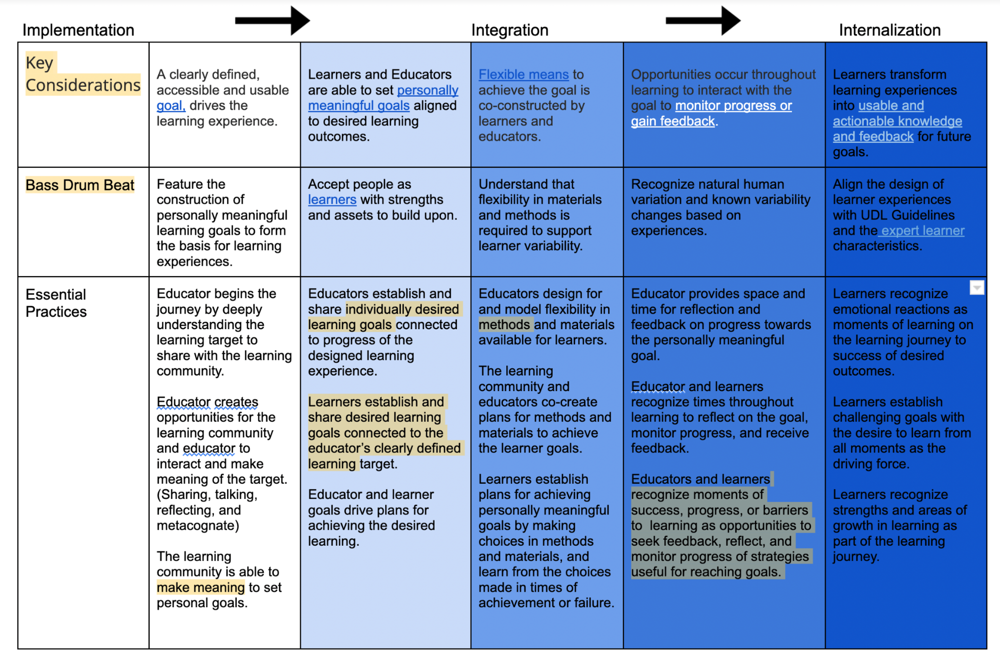 Implementation
Integration
Internalization
Key
Considerations
A clearly defined,
accessible and usable
goal, drives the
learning experience.
Learners and Educators
are able to set personally
meaningful goals aligned
to desired learning
outcomes.
Flexible means to
achieve the goal is
co-constructed by
learners and
educators.
Opportunities occur throughout
learning to interact with the
goal to monitor progress or
gain feedback.
Learners transform
learning experiences
into usable and
actionable knowledge
and feedback for future
goals.
Bass Drum Beat
Feature the
construction of
personally meaningful
learning goals to form
the basis for learning
experiences.
Accept people as
learners with strengths
and assets to build upon.
Understand that
flexibility in materials
and methods is
required to support
learner variability.
Recognize natural human
variation and known variability
changes based on
experiences.
Align the design of
learner experiences
with UDL Guidelines
and the expert learner
characteristics.
Essential
Practices
Educator begins the
journey by deeply
understanding the
learning target to
share with the learning
community.
Educator creates
opportunities for the
learning community
and educator to
interact and make
meaning of the target.
(Sharing, talking,
reflecting, and
metacognate)
The learning
community is able to
make meaning to set
personal goals.
Educators establish and
share individually desired
learning goals connected
to progress of the
designed learning
experience.
Learners establish and
share desired learning
goals connected to the
educator’s clearly defined
learning target.
Educator and learner
goals drive plans for
achieving the desired
learning.
Educators design for
and model flexibility in
methods and materials
available for learners.
The learning
community and
educators co-create
plans for methods and
materials to achieve
the learner goals.
Learners establish
plans for achieving
personally meaningful
goals by making
choices in methods
and materials, and
learn from the choices
made in times of
achievement or failure.
Educator provides space and
time for reflection and
feedback on progress towards
the personally meaningful
goal.
Educator and learners
recognize times throughout
learning to reflect on the goal,
monitor progress, and receive
feedback.
Educators and learners
recognize moments of
success, progress, or barriers
to  learning as opportunities to
seek feedback, reflect, and
monitor progress of strategies
useful for reaching goals.
Learners recognize
emotional reactions as
moments of learning on
the learning journey to
success of desired
outcomes.
Learners establish
challenging goals with
the desire to learn from
all moments as the
driving force.
Learners recognize
strengths and areas of
growth in learning as
part of the learning
journey.